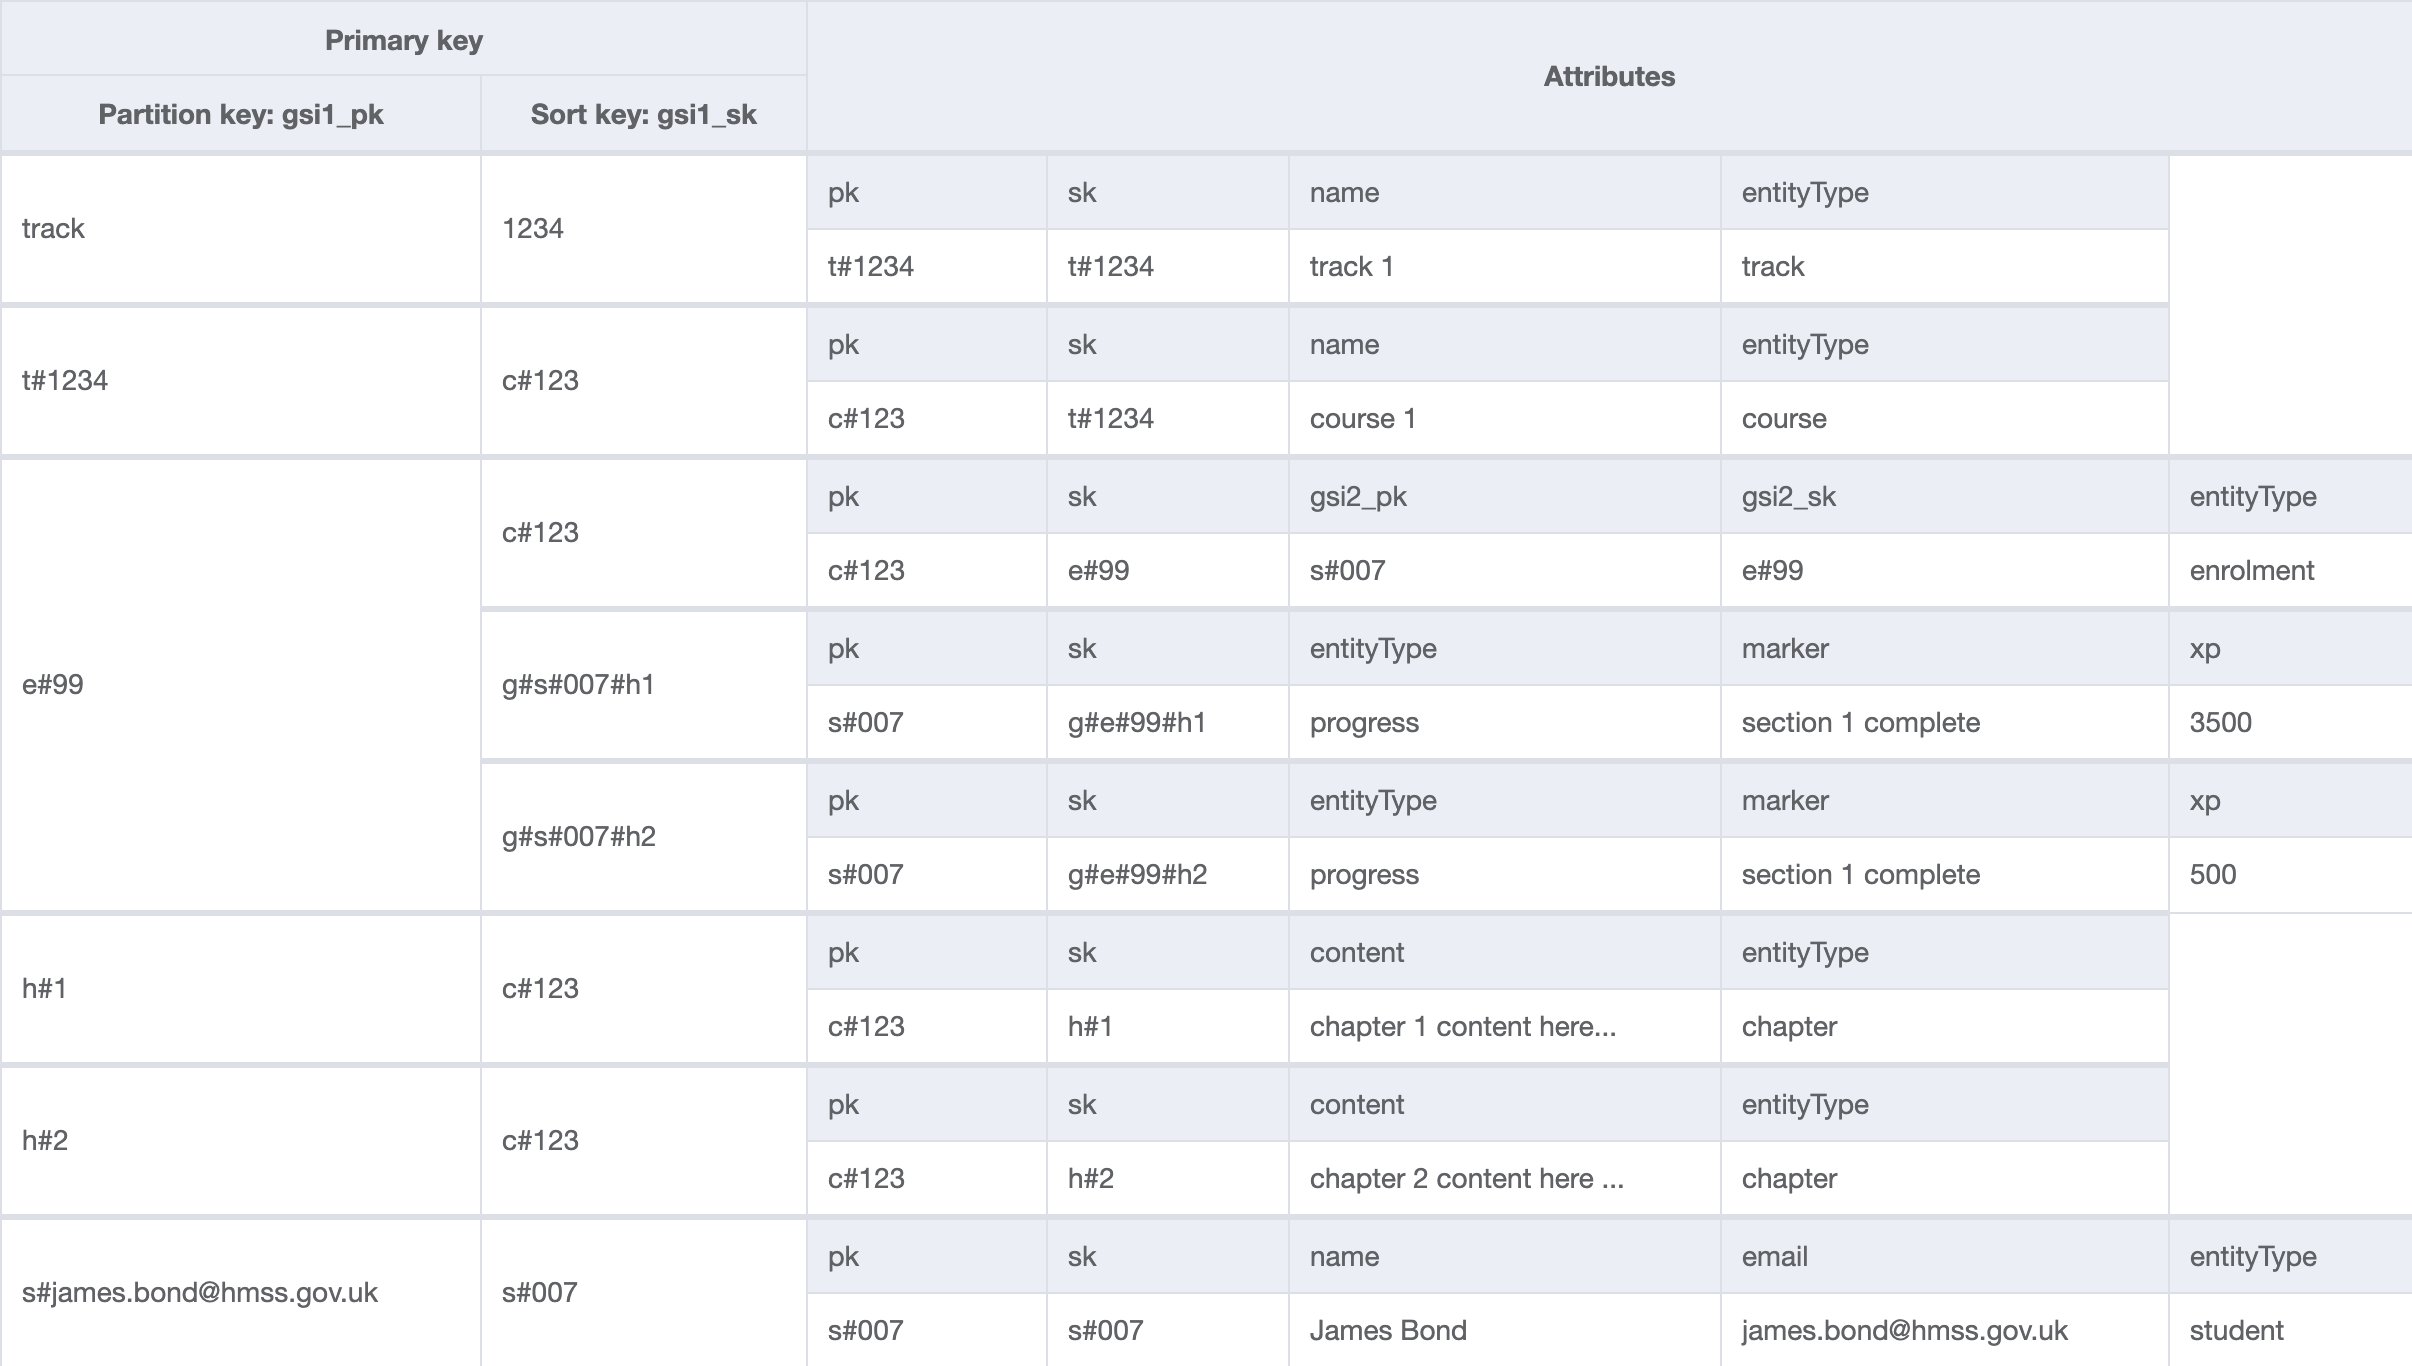 Primary key
Attributes
Partition key: gsi1_pk Sort key: gsi1_sk
pk sk name entityType
track 1234
t#1234 t#1234 track 1 track
pk sk name entityType
t#1234 c#123
c#123 t#1234 course 1 course
pk sk gsi2_pk gsi2_sk entityType
c#123
c#123 e#99 s#007 e#99 enrolment
pk sk entityType marker xp
e#99 g#s#007#h1
s#007 g#e#99#h1 progress section 1 complete 3500
pk sk entityType marker xp
g#s#007#h2
s#007 g#e#99#h2 progress section 1 complete 500
pk sk content entityType
h#1 c#123
c#123 h#1 chapter 1 content here... chapter
pk sk content entityType
h#2 c#123
c#123 h#2 chapter 2 content here ... chapter
pk sk name email entityType
s#james.bond@hmss.gov.uk s#007
s#007 s#007 James Bond james.bond@hmss.gov.uk student